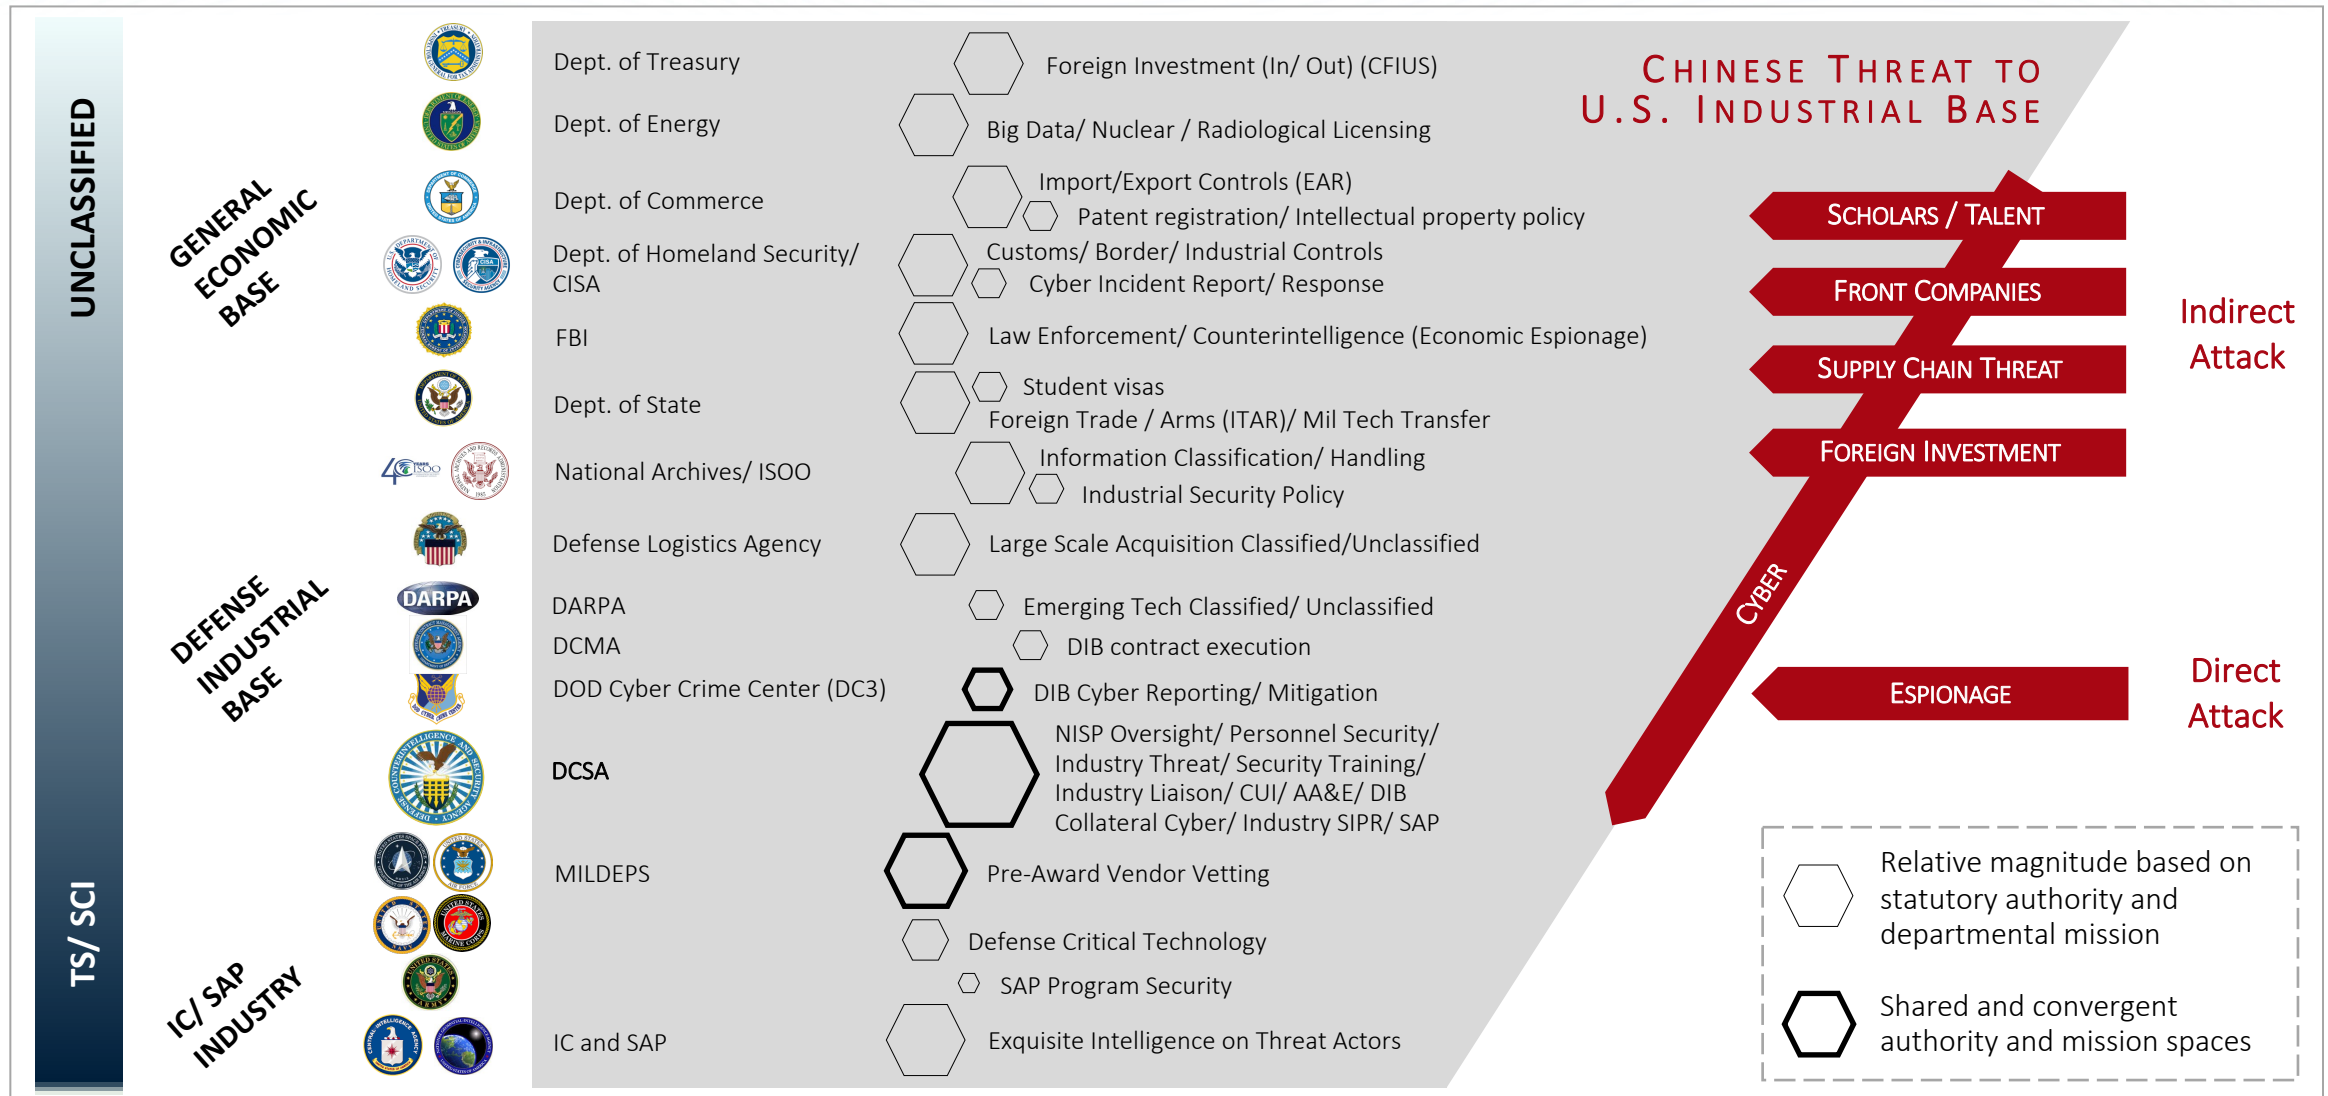 UNCLASSIFIED
TS/ SCI
GENERAL
ECONOMIC
BASE
DEFENSE
INDUSTRIAL
BASE
IC/ SAP
INDUSTRY
CHINESE THREAT TO
U.S. INDUSTRIAL BASE
Dept. of Treasury
Foreign Investment (In/ Out) (CFIUS)
Dept. of Energy
Big Data/ Nuclear / Radiological Licensing
Dept. of Commerce
Import/Export Controls (EAR)
Patent registration/ Intellectual property policy
Dept. of Homeland Security/
CISA
Customs/ Border/ Industrial Controls
Cyber Incident Report/ Response
FBI
Law Enforcement/ Counterintelligence (Economic Espionage)
Dept. of State
Student visas
Foreign Trade / Arms (ITAR)/ Mil Tech Transfer
National Archives/ ISOO
Information Classification/ Handling
Industrial Security Policy
Defense Logistics Agency
Large Scale Acquisition Classified/Unclassified
DARPA
DARPA
Emerging Tech Classified/ Unclassified
DCMA
DIB contract execution
DOD Cyber Crime Center (DC3)
DIB Cyber Reporting/ Mitigation
DCSA
NISP Oversight/ Personnel Security/
Industry Threat/ Security Training/
Industry Liaison/ CUI/ AA&E/ DIB
Collateral Cyber/ Industry SIPR/ SAP
MILDEPS
Pre-Award Vendor Vetting
Defense Critical Technology
SAP Program Security
IC and SAP
Exquisite Intelligence on Threat Actors
SCHOLARS / TALENT
FRONT COMPANIES
SUPPLY CHAIN THREAT
FOREIGN INVESTMENT
CYBER
ESPIONAGE
Indirect
Attack
Direct
Attack
Relative magnitude based on
statutory authority and
departmental mission
Shared and convergent
authority and mission spaces